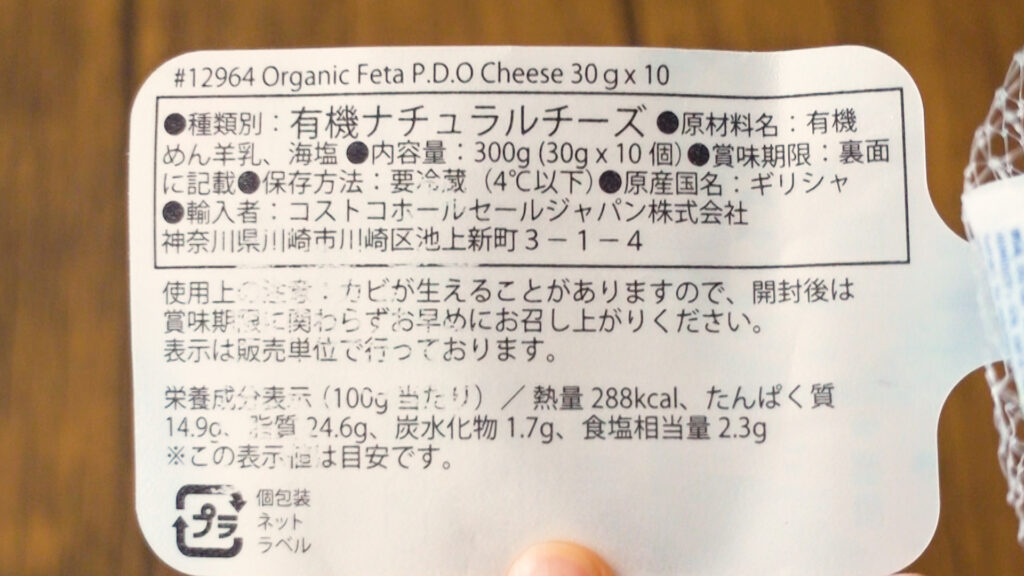 #12964 Organic Feta P.D.O Cheese 30 g x 10
●種類別：有機ナチュラルチーズ ●原材料名：有機
めん羊乳、海塩 ●内容量：300g (30g x 10 個) ●賞味期限：裏面
に記載 ●保存方法：要冷蔵（4℃以下）●原産国名：ギリシャ
●輸入者：コストコホールセールジャパン株式会社
神奈川県川崎市川崎区池上新町３－１－４
使用上の注意：カビが生えることがありますので、開封後は
賞味期限に関わらずお早めにお召し上がりください。
表示は販売単位で行っております。
栄養成分表示（100g 当たり）／ 熱量 288kcal、たんぱく質
14.9g、脂質 24.6g、炭水化物 1.7g、食塩相当量 2.3g
※この表示値は目安です。
プラ
個包装
ネット
ラベル